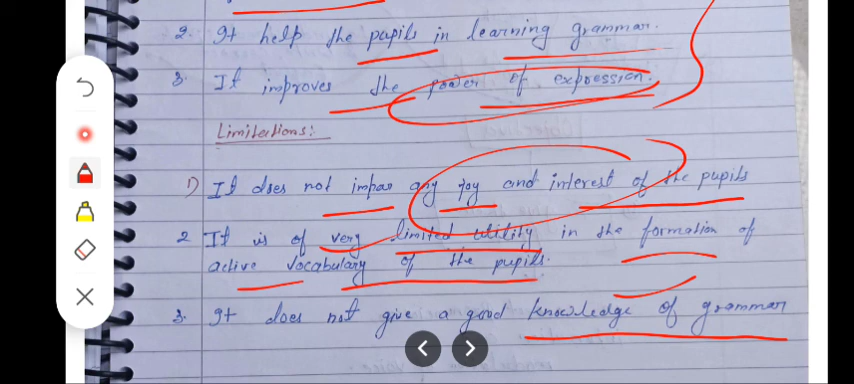 2. It help the pupils in learning grammar.
3. It improves the power of expression.
Limitations:-
1) It does not impar any joy and interest of the pupils
2 It is of very limited utility in the formation of
active vocabulary of the pupils.
3. It does not give a good knowledge of grammar